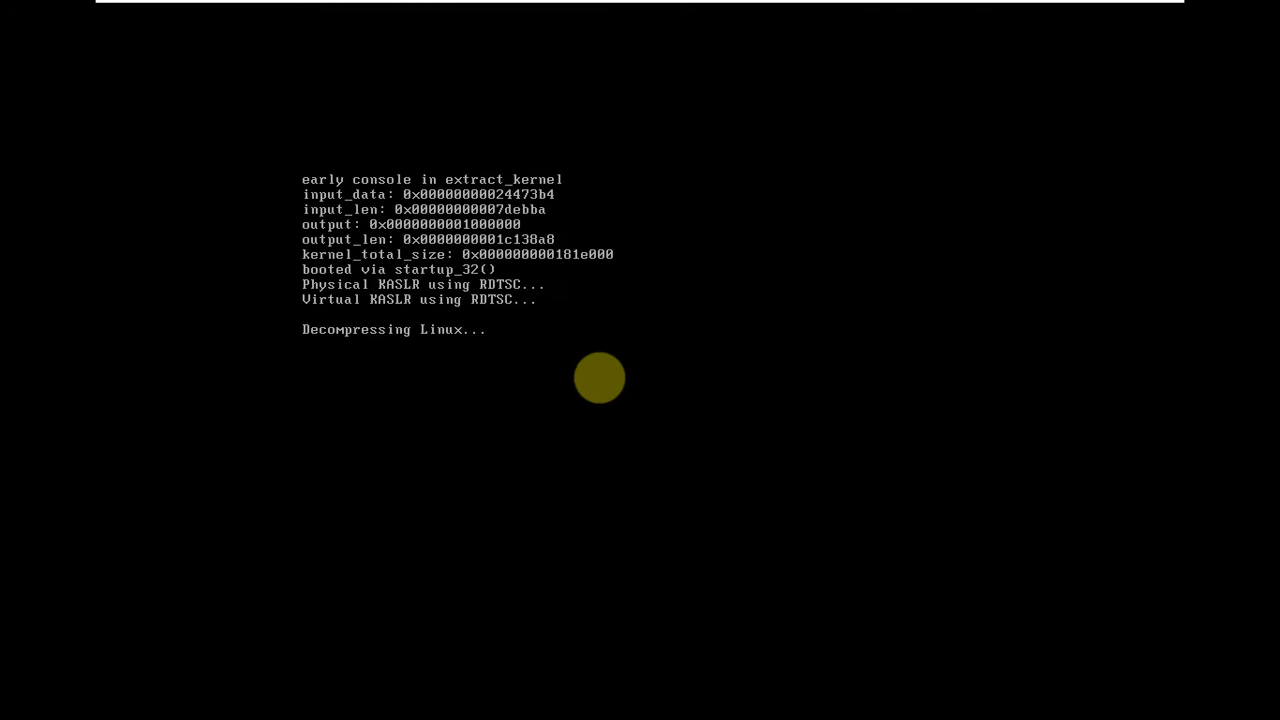 early console in extract_kernel
input_data: 0x00000000024473b4
input_len: 0x00000000007debba
output: 0x0000000001000000
output_len: 0x0000000001c138a8
kernel_total_size: 0x000000000181e000
booted via startup_32()
Physical KASLR using RDTSC...
Virtual KASLR using RDTSC...
Decompressing Linux...